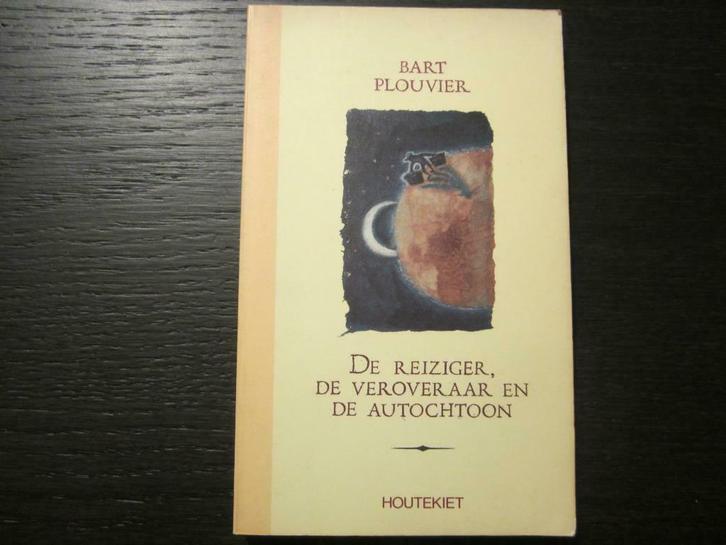 BART
PLOUVIER
DE REIZIGER,
DE VEROVERAAR EN
DE AUTOCHTOON
HOUTEKIET